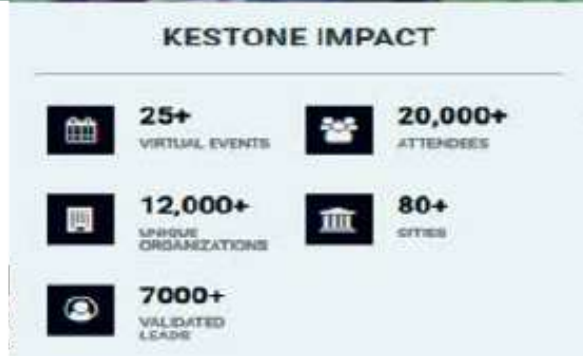 KESTONE IMPACT
25+
VIRTUAL EVENTS
20,000+
ATTENDEES
12,000+
UNIQUE
ORGANIZATIONS
80+
CITIES
7000+
VALIDATED
LEADS